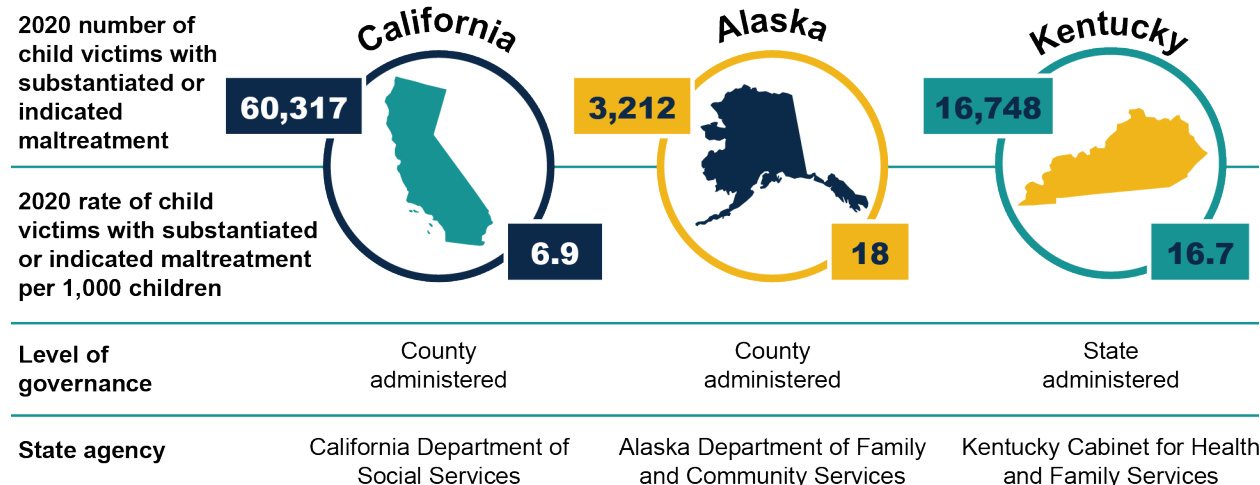 California
Alaska
Kentucky
2020 number of
child victims with
substantiated or
indicated
maltreatment
60,317
3,212
16,748
2020 rate of child
victims with substantiated
or indicated maltreatment
per 1,000 children
6.9
18
16.7
Level of
governance
County
administered
County
administered
State
administered
State agency
California Department of
Social Services
Alaska Department of Family
and Community Services
Kentucky Cabinet for Health
and Family Services